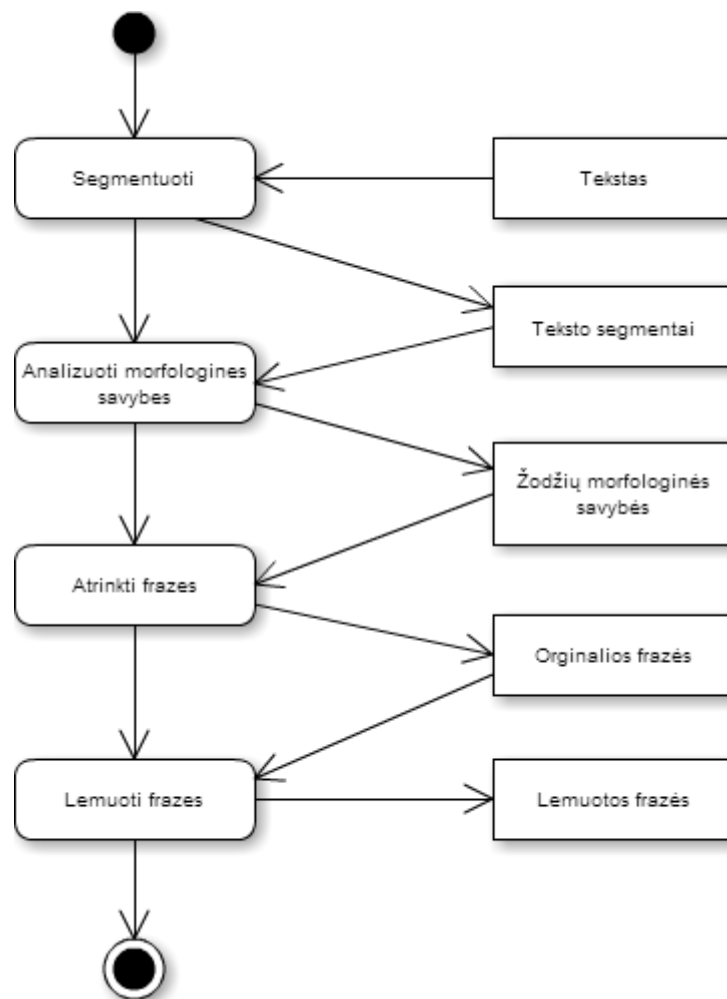 Segmentuoti
Tekstas
Teksto segmentai
Analizuoti morfologines
savybes
Žodžių morfologinės
savybės
Atrinkti frazes
Orginalios frazės
Lemuoti frazes
Lemuotos frazės